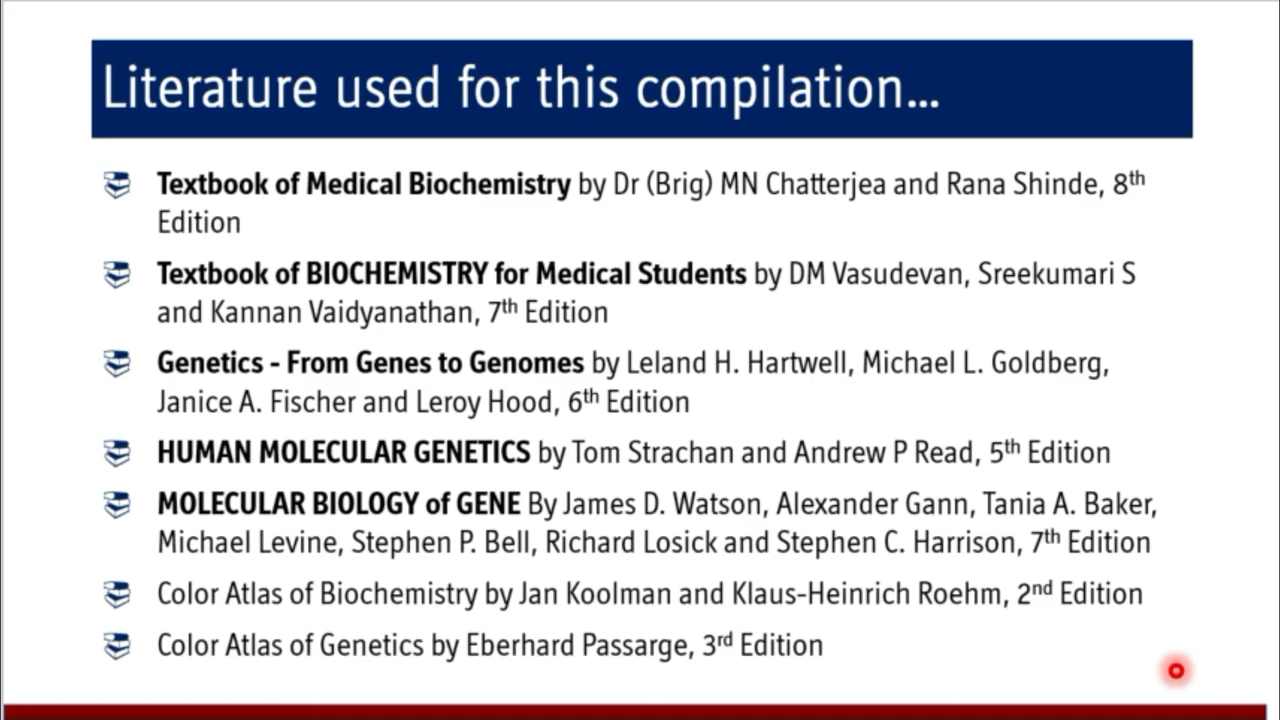 Literature used for this compilation...
Textbook of Medical Biochemistry by Dr (Brig) MN Chatterjea and Rana Shinde, 8th
Edition
Textbook of BIOCHEMISTRY for Medical Students by DM Vasudevan, Sreekumari S
and Kannan Vaidyanathan, 7th Edition
Genetics - From Genes to Genomes by Leland H. Hartwell, Michael L. Goldberg,
Janice A. Fischer and Leroy Hood, 6th Edition
HUMAN MOLECULAR GENETICS by Tom Strachan and Andrew P Read, 5th Edition
MOLECULAR BIOLOGY of GENE By James D. Watson, Alexander Gann, Tania A. Baker,
Michael Levine, Stephen P. Bell, Richard Losick and Stephen C. Harrison, 7th Edition
Color Atlas of Biochemistry by Jan Koolman and Klaus-Heinrich Roehm, 2nd Edition
Color Atlas of Genetics by Eberhard Passarge, 3rd Edition